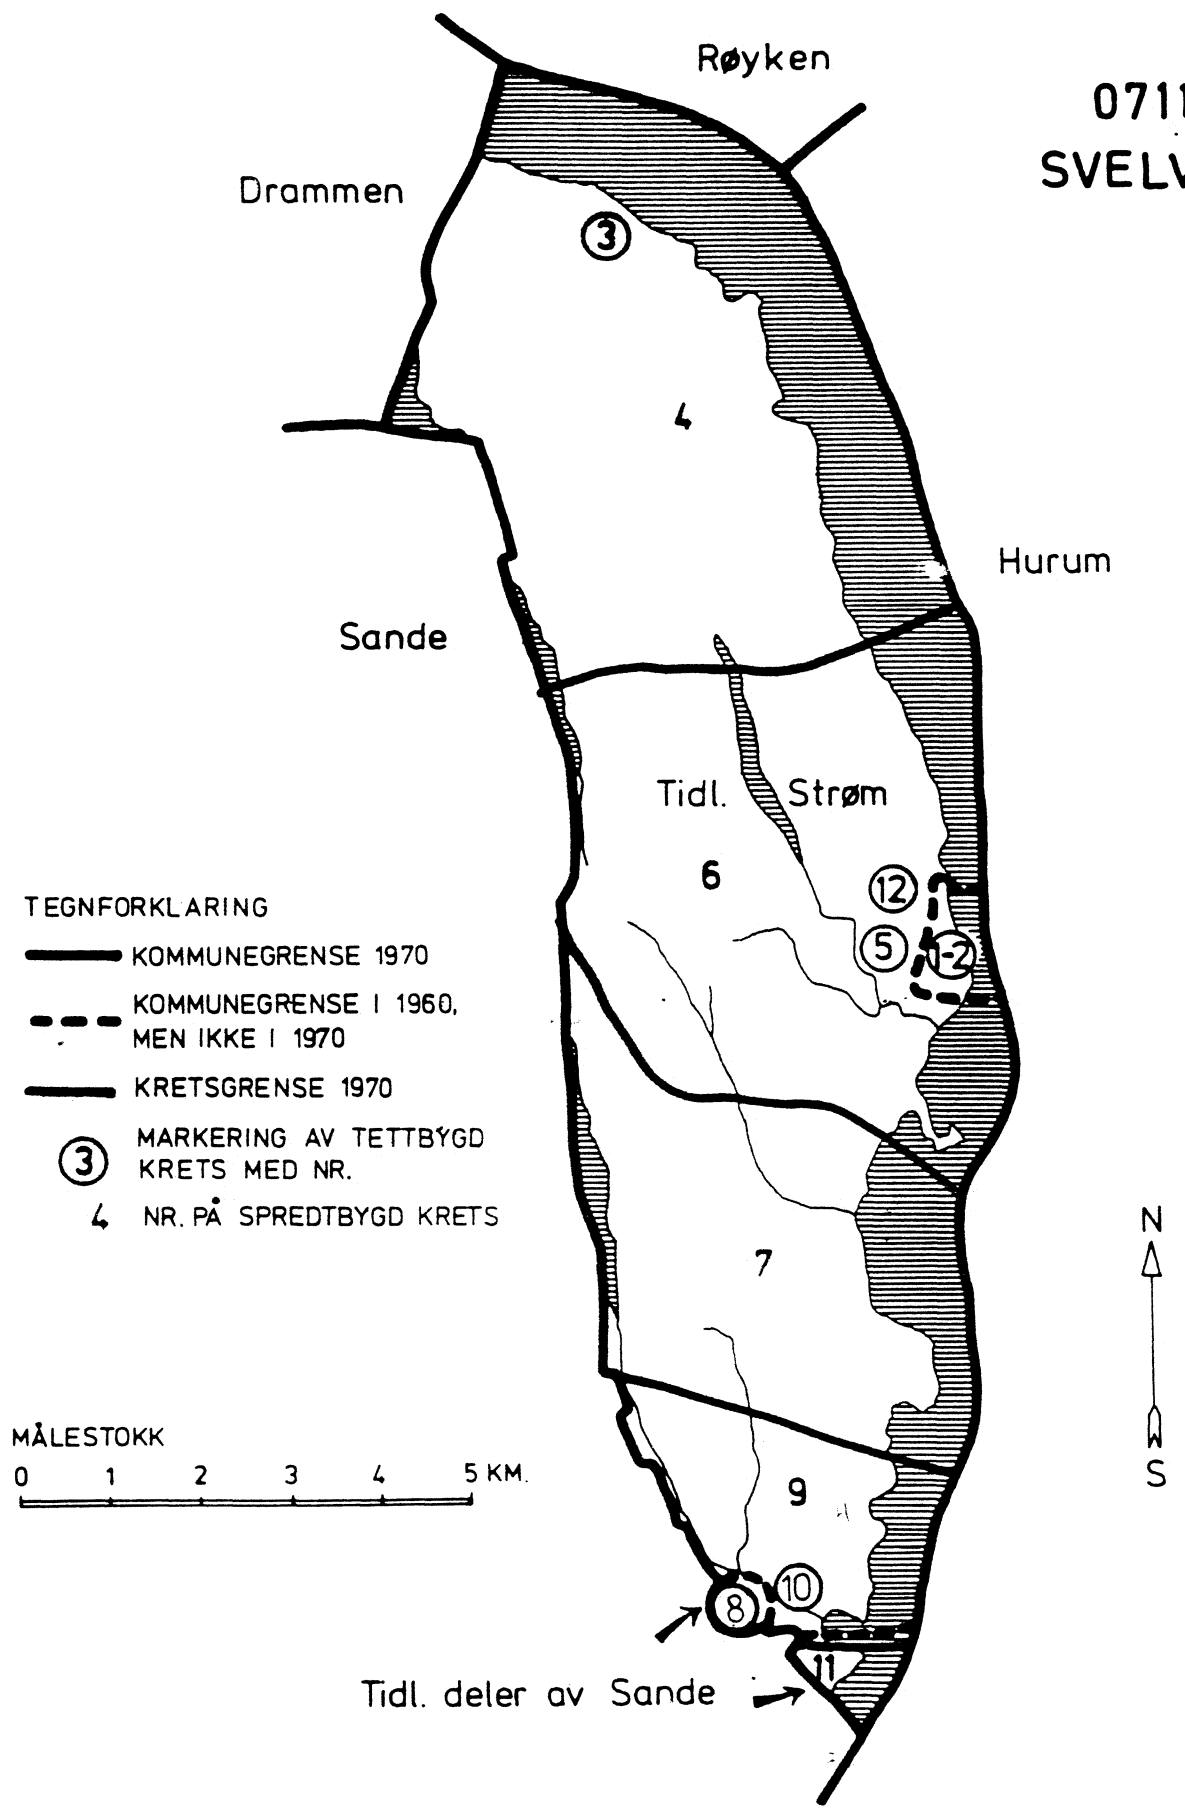 Røyken
0711
SVELV
Drammen
3
4
Hurum
Sande
Tidl. Strøm
6
12
5
1-2
TEGNFORKLARING
KOMMUNEGRENSE 1970
KOMMUNEGRENSE I 1960,
MEN IKKE I 1970
KRETSGRENSE 1970
3 MARKERING AV TETTBYGD
KRETS MED NR.
4 NR. PÅ SPREDTBYGD KRETS
7
N
S
MÅLESTOKK
0 1 2 3 4 5 KM.
9
10
8
11
Tidl. deler av Sande